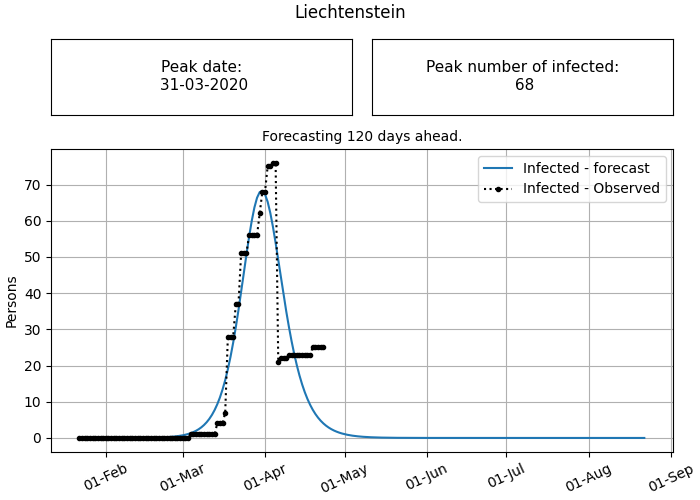 Liechtenstein
Peak date:
31-03-2020
Peak number of infected:
68
Forecasting 120 days ahead.
Infected - forecast
Infected - Observed
Persons
70
60
50
40
30
20
10
0
01-Feb
01-Mar
01-Apr
01-May
01-Jun
01-Jul
01-Aug
01-Sep